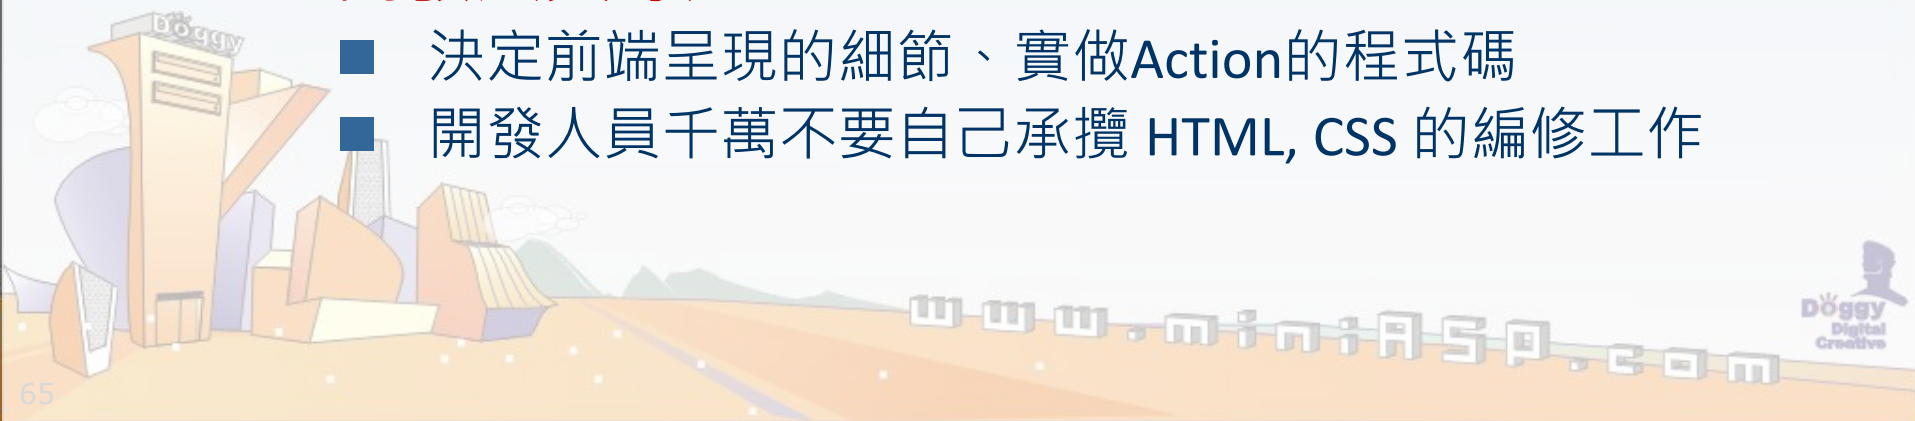 Döggy
決定前端呈現的細節、實做Action的程式碼
開發人員千萬不要自己承攬 HTML, CSS 的編修工作
www.miniASP.com
Döggy
Digital
Creative
65